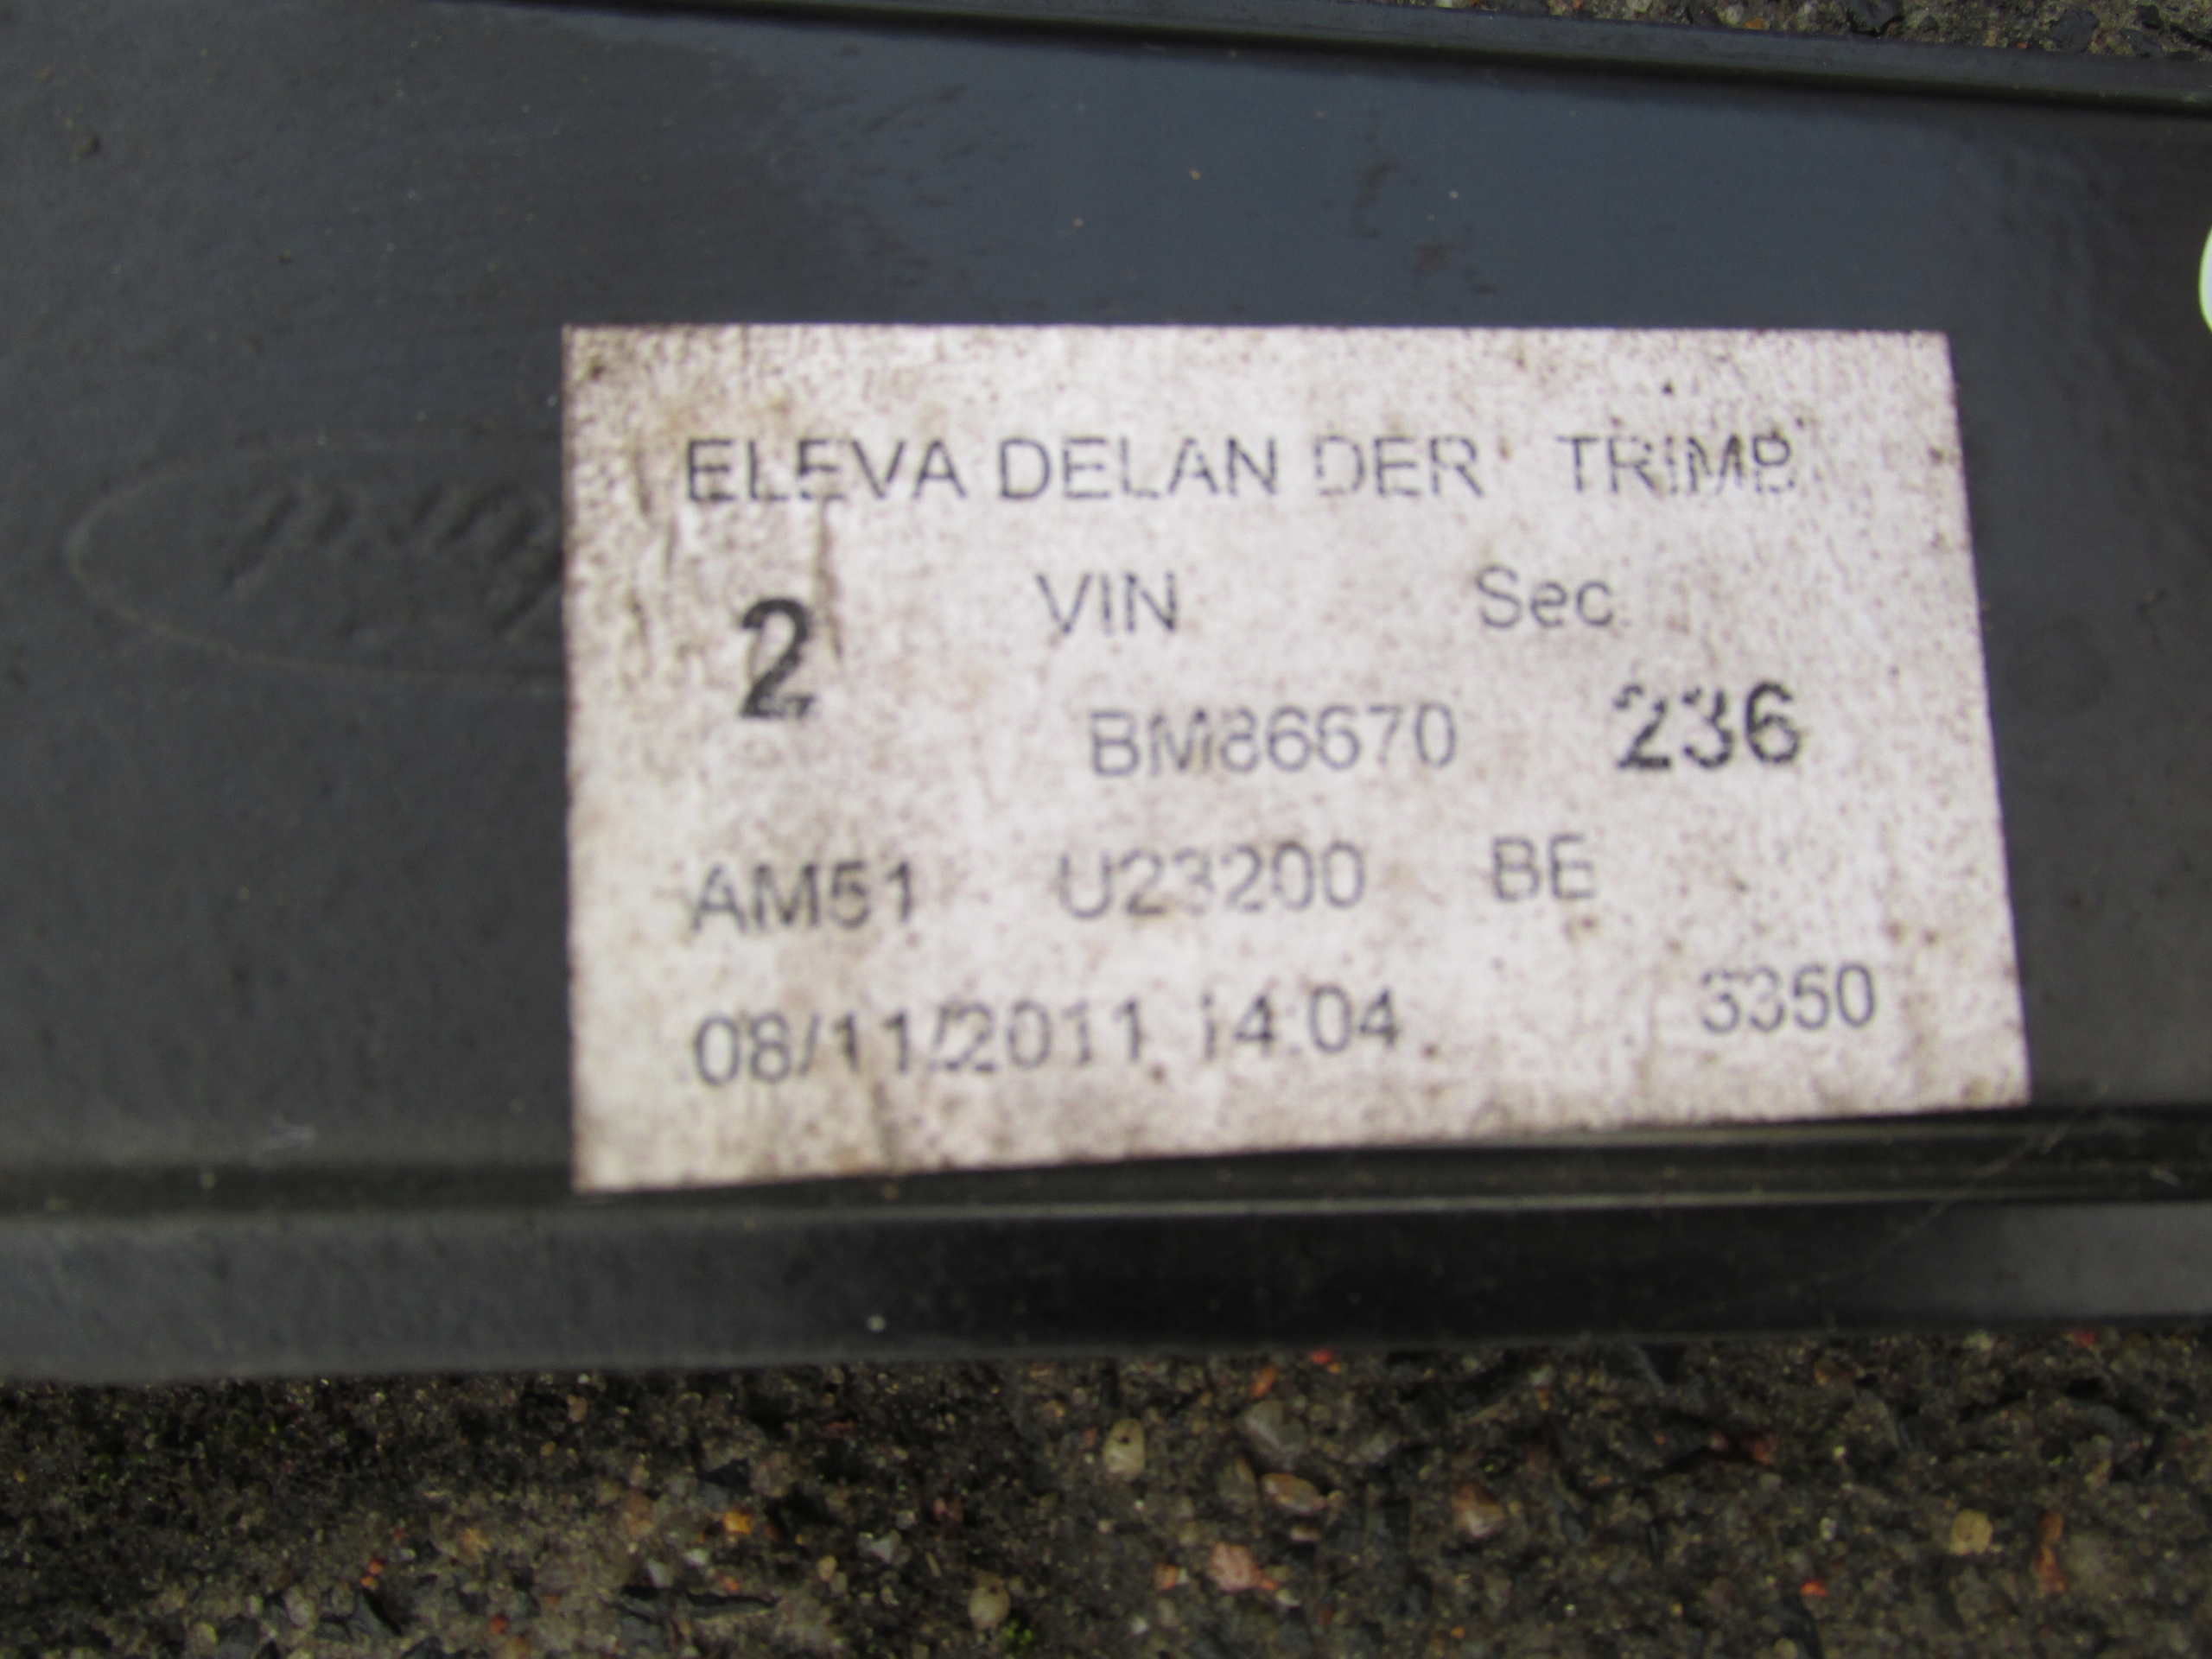 ELEVA DELAN DER TRIMB
2 VIN Sec
BM86670 236
AM51 U23200 BE
08/11/2011 14:04 3350